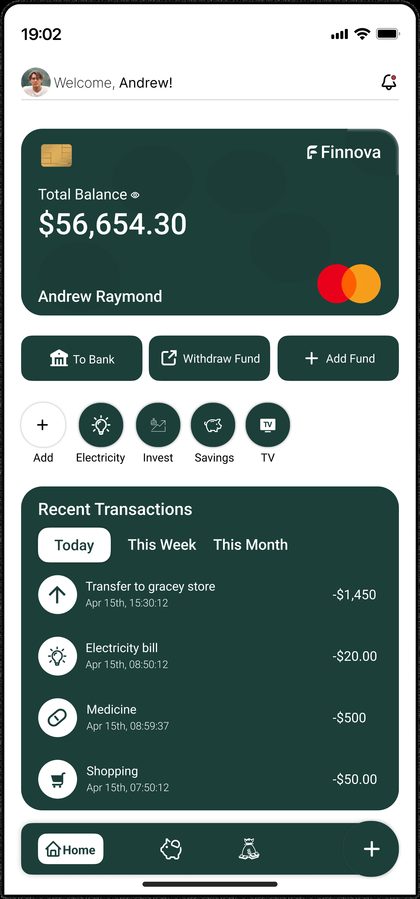 19:02
Welcome, Andrew!
Finnova
Total Balance
$56,654.30
Andrew Raymond
To Bank
Withdraw Fund
+ Add Fund
+
Add
Electricity
Invest
Savings
TV
TV
Recent Transactions
Today
This Week
This Month
Transfer to gracey store
-$1,450
Apr 15th, 15:30:12
Electricity bill
-$20.00
Apr 15th, 08:50:12
Medicine
-$500
Apr 15th, 08:59:37
Shopping
-$50.00
Apr 15th, 07:50:12
Home
+